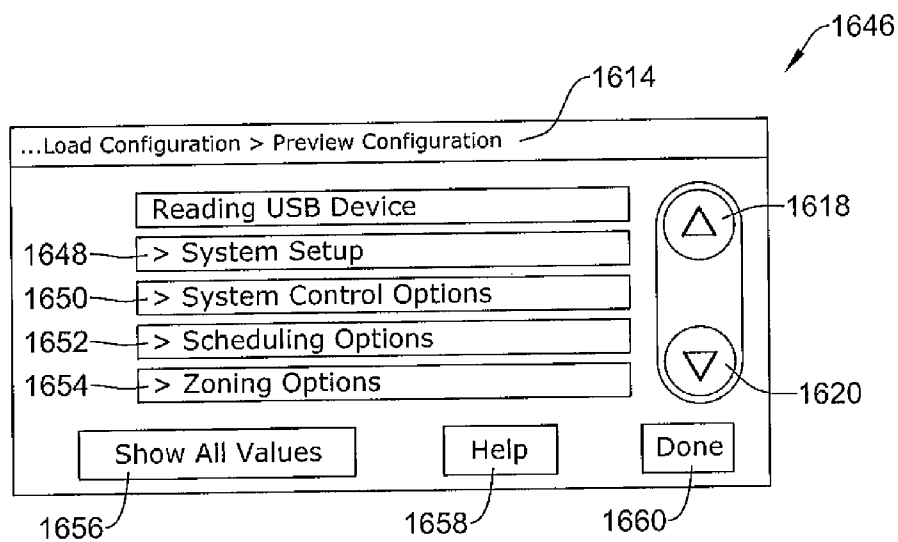 1646
1614
...Load Configuration > Preview Configuration
Reading USB Device
1618
1648
> System Setup
1650
> System Control Options
1652
> Scheduling Options
1654
> Zoning Options
1620
Show All Values
Help
Done
1656
1658
1660